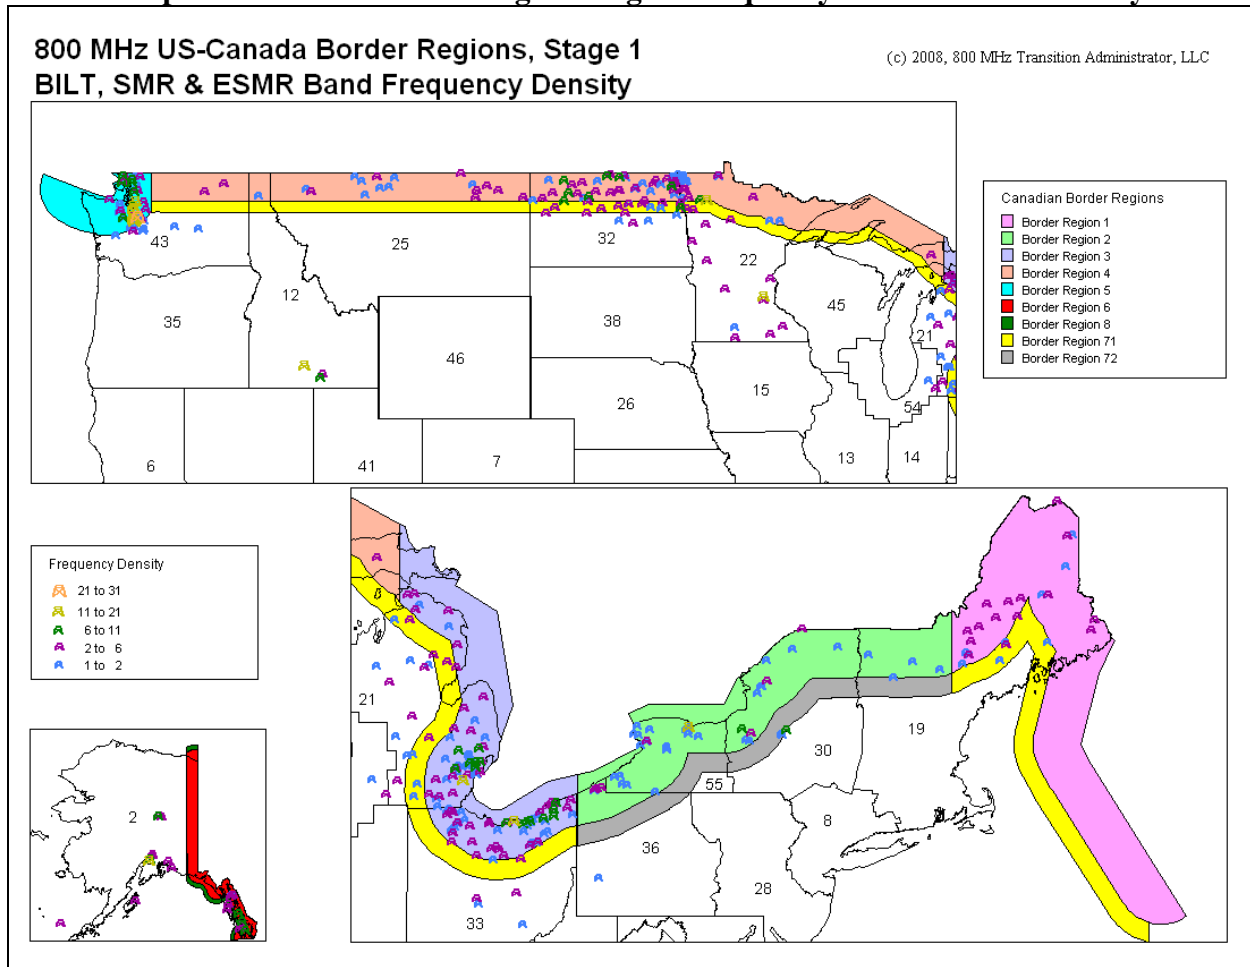 800 MHz US-Canada Border Regions, Stage 1
BILT, SMR & ESMR Band Frequency Density
(c) 2008, 800 MHz Transition Administrator, LLC
43
25
32
22
12
35
38
45
21
46
15
26
54
6
41
7
13
14
Canadian Border Regions
Border Region 1
Border Region 2
Border Region 3
Border Region 4
Border Region 5
Border Region 6
Border Region 8
Border Region 71
Border Region 72
Frequency Density
21 to 31
11 to 21
6 to 11
2 to 6
1 to 2
2
21
19
30
55
8
36
28
33